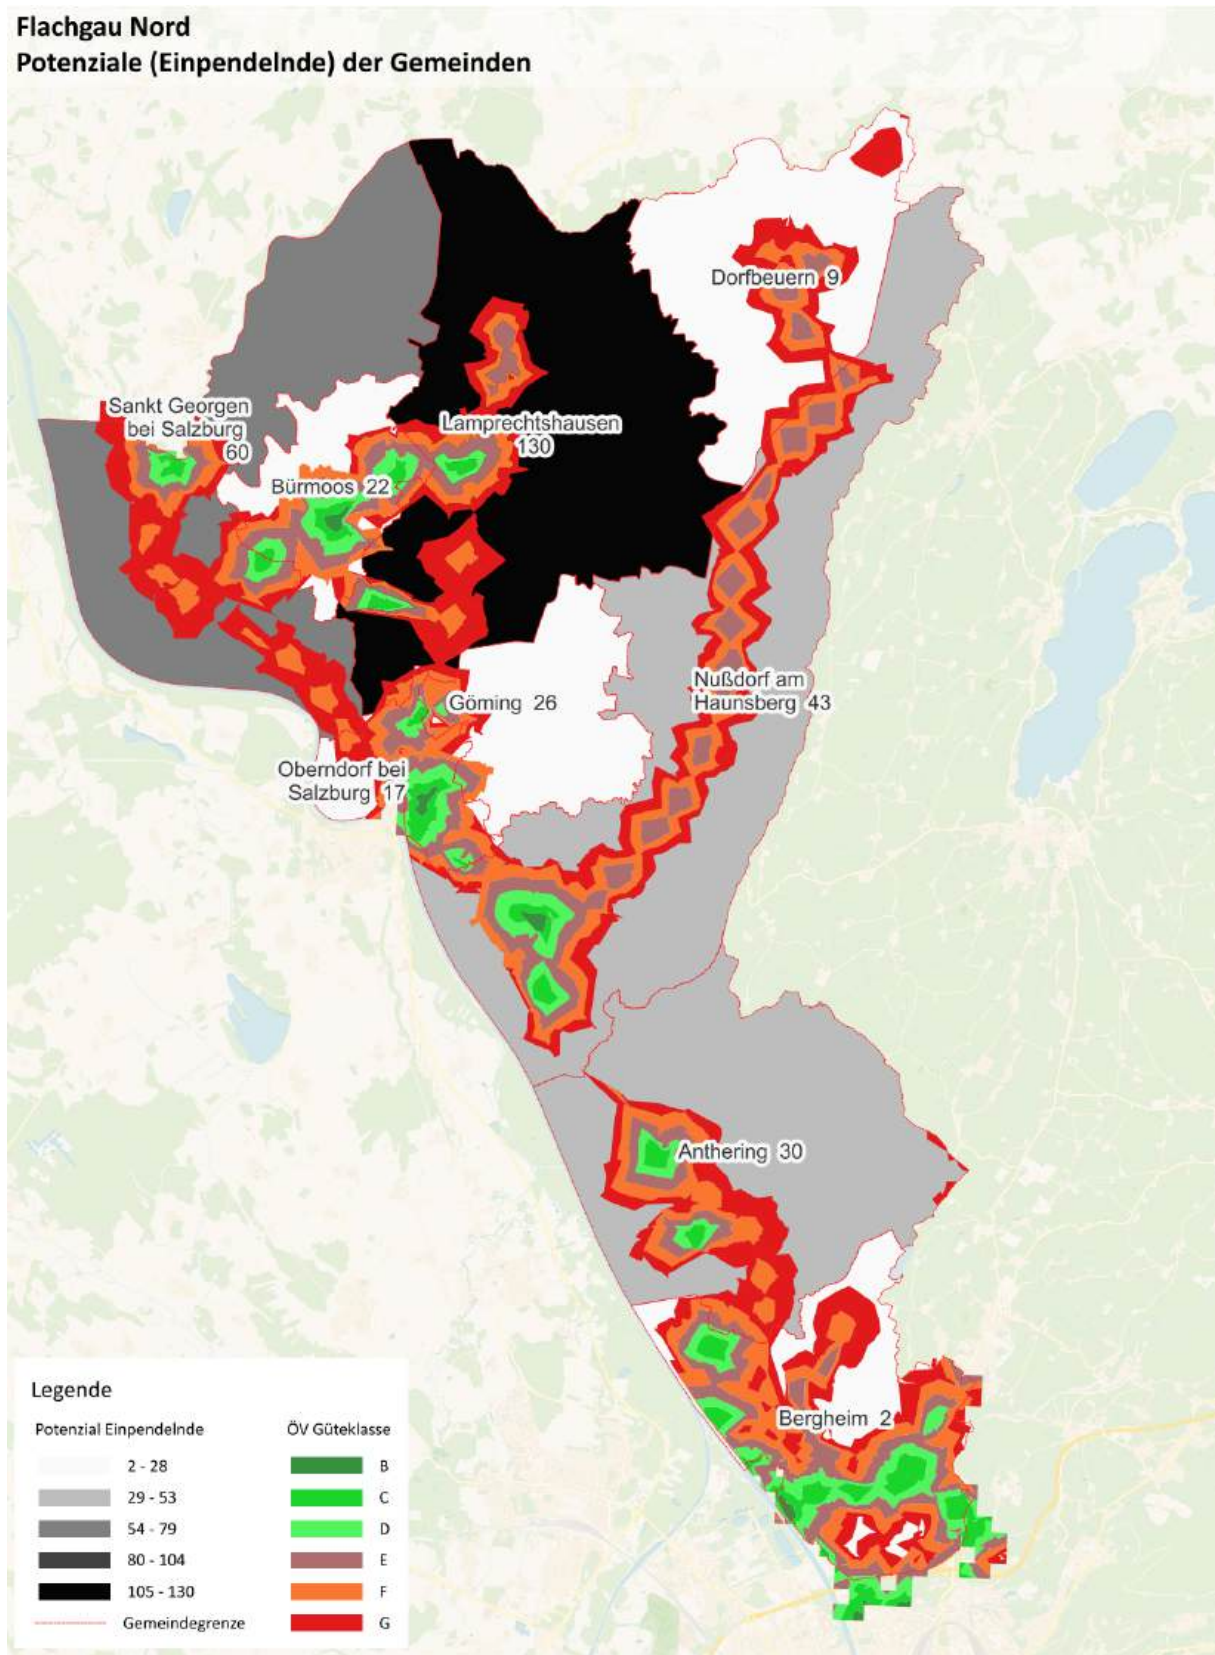 Flachgau Nord
Potenziale (Einpendelnde) der Gemeinden
Dorfbeuern 9
Sankt Georgen
bei Salzburg
60
Lamprechtshausen
130
Bürmoos 22
Nußdorf am
Haunsberg 43
Göming 26
Oberndorf bei
Salzburg 17
Anthering 30
Bergheim 2
Legende
Potenzial Einpendelnde
ÖV Güteklasse
2 - 28
B
29 - 53
C
54 - 79
D
80 - 104
E
105 - 130
F
Gemeindegrenze
G